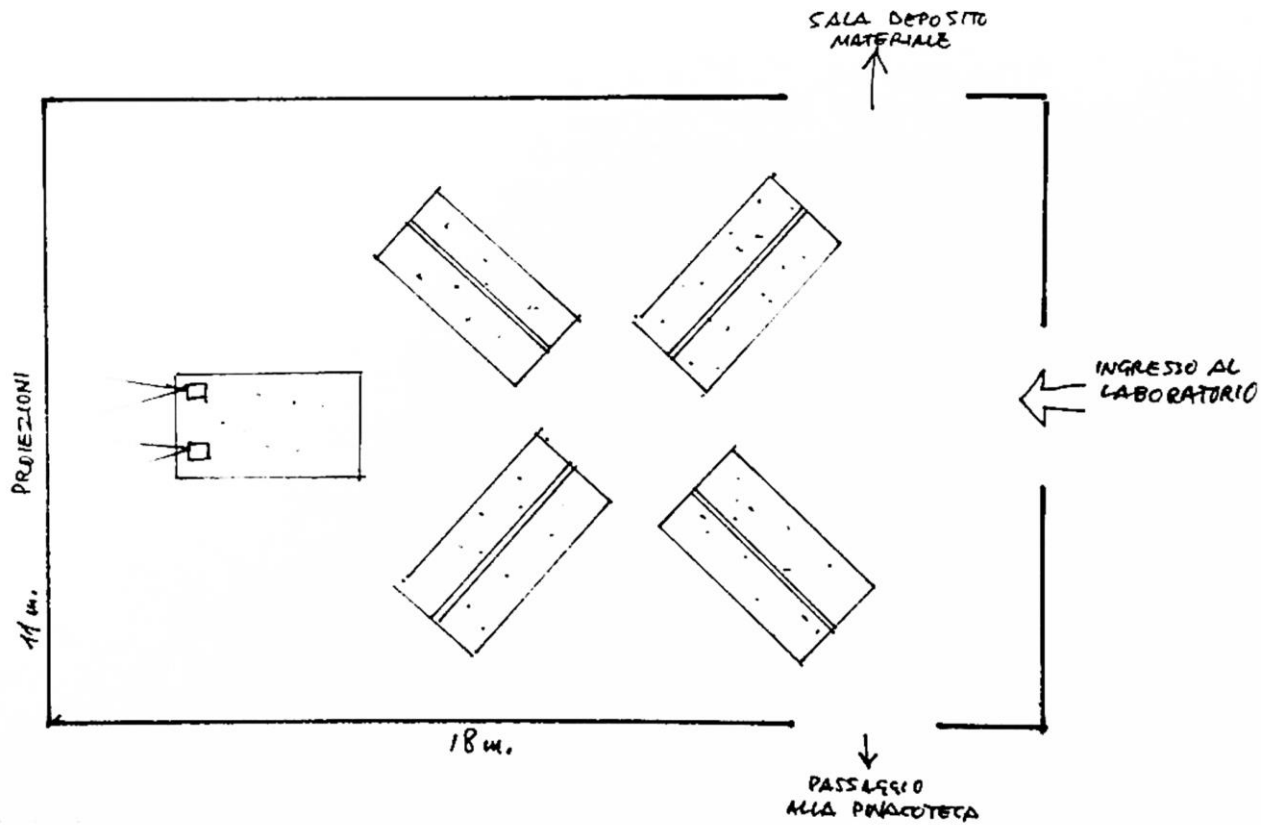 SALA DEPOSITO
MATERIALE
INGRESSO AL
LABORATORIO
PROIEZIONI
11 m.
18 m.
PASSAGGIO
ALLA PINACOTECA